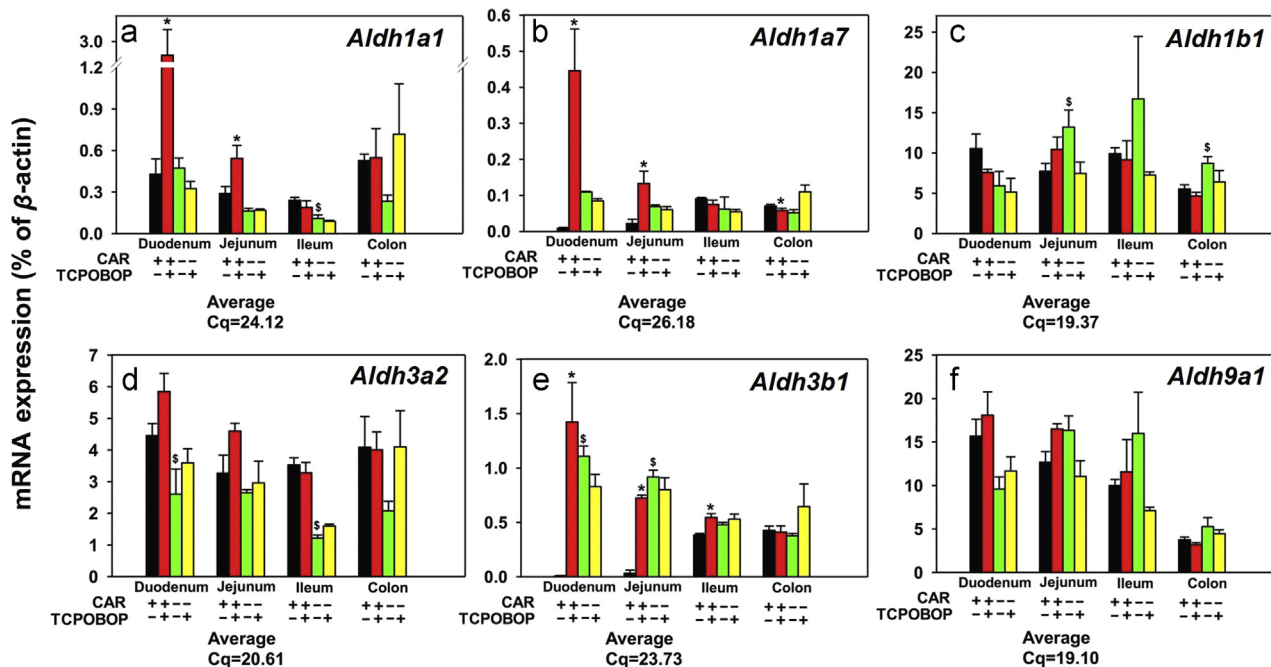 mRNA expression (% of β-actin)
a
Aldh1a1
*
*
$
3.0
1.2
0.9
0.6
0.3
0.0
Duodenum Jejunum Ileum Colon
CAR ++−− ++−− ++−− ++−−
TCPOBOP −+−+ −+−+ −+−+ −+−+
Average
Cq=24.12
b
Aldh1a7
*
*
*
0.6
0.5
0.4
0.3
0.2
0.1
0.0
Duodenum Jejunum Ileum Colon
CAR ++−− ++−− ++−− ++−−
TCPOBOP −+−+ −+−+ −+−+ −+−+
Average
Cq=26.18
c
Aldh1b1
$
$
25
20
15
10
5
0
Duodenum Jejunum Ileum Colon
CAR ++−− ++−− ++−− ++−−
TCPOBOP −+−+ −+−+ −+−+ −+−+
Average
Cq=19.37
d
Aldh3a2
$
$
7
6
5
4
3
2
1
0
Duodenum Jejunum Ileum Colon
CAR ++−− ++−− ++−− ++−−
TCPOBOP −+−+ −+−+ −+−+ −+−+
Average
Cq=20.61
e
Aldh3b1
*
$
*
$
*
2.0
1.5
1.0
0.5
0.0
Duodenum Jejunum Ileum Colon
CAR ++−− ++−− ++−− ++−−
TCPOBOP −+−+ −+−+ −+−+ −+−+
Average
Cq=23.73
f
Aldh9a1
25
20
15
10
5
0
Duodenum Jejunum Ileum Colon
CAR ++−− ++−− ++−− ++−−
TCPOBOP −+−+ −+−+ −+−+ −+−+
Average
Cq=19.10